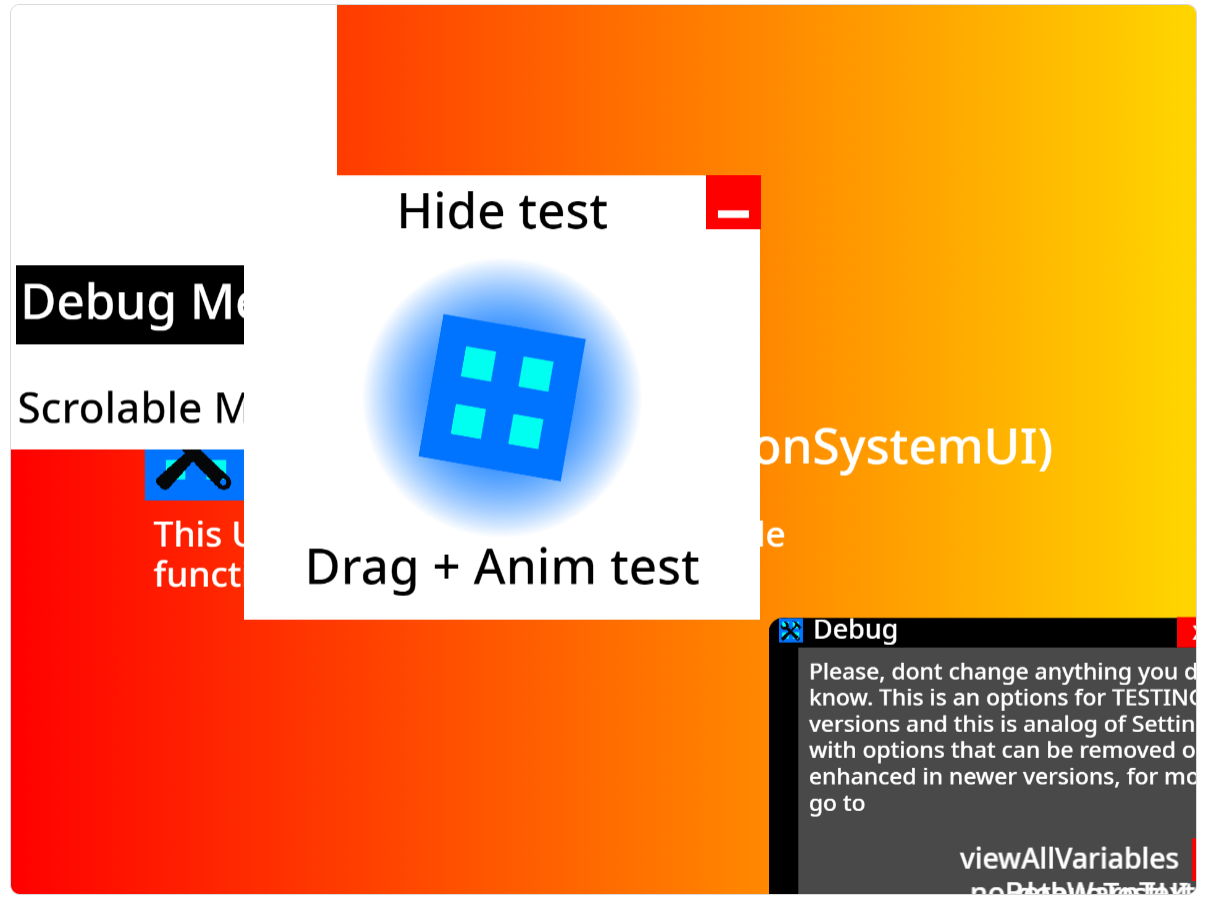 Hide test
Debug Me
Scrolable M
Drag + Anim test
onSystemUI)
This U
le
funct
Debug
x
Please, dont change anything you d
know. This is an options for TESTING
versions and this is analog of Settin
with options that can be removed o
enhanced in newer versions, for mo
go to
viewAllVariables